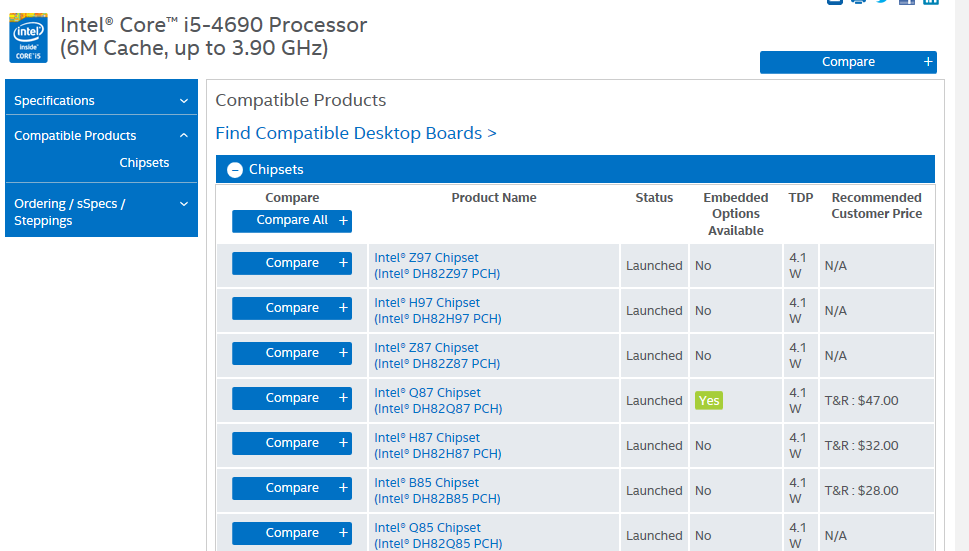 intel
inside
CORE i5
Intel® Core™ i5-4690 Processor
(6M Cache, up to 3.90 GHz)
Compare +
Specifications
Compatible Products
Chipsets
Ordering / sSpecs /
Steppings
Compatible Products
Find Compatible Desktop Boards >
Chipsets
Compare Product Name Status Embedded Options Available TDP Recommended Customer Price
Compare All +
Compare + Intel® Z97 Chipset Launched No 4.1 W N/A
(Intel® DH82Z97 PCH)
Compare + Intel® H97 Chipset Launched No 4.1 W N/A
(Intel® DH82H97 PCH)
Compare + Intel® Z87 Chipset Launched No 4.1 W N/A
(Intel® DH82Z87 PCH)
Compare + Intel® Q87 Chipset Launched Yes 4.1 W T&R : $47.00
(Intel® DH82Q87 PCH)
Compare + Intel® H87 Chipset Launched No 4.1 W T&R : $32.00
(Intel® DH82H87 PCH)
Compare + Intel® B85 Chipset Launched No 4.1 W T&R : $28.00
(Intel® DH82B85 PCH)
Compare + Intel® Q85 Chipset Launched No 4.1 W N/A
(Intel® DH82Q85 PCH)